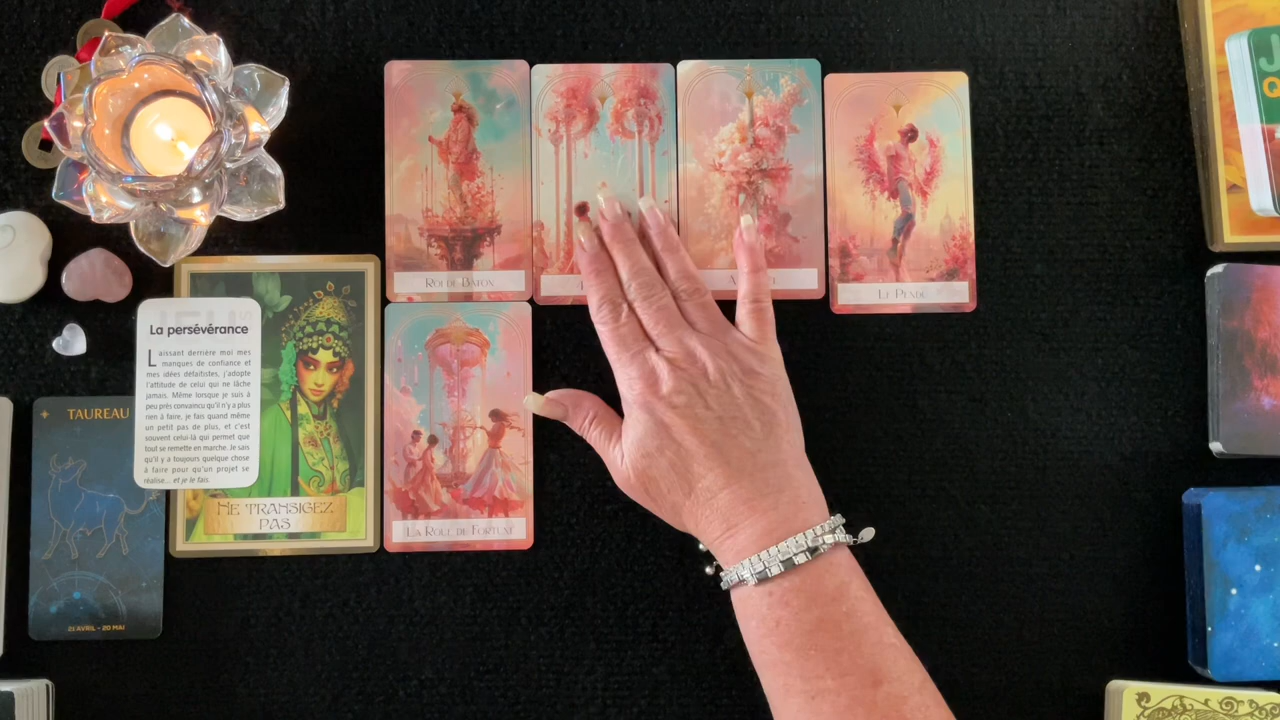 ROI DE BATON
LE PENDU
La persévérance
Laissant derrière moi mes
manques de confiance et
mes idées défaitistes, j'adopte
l'attitude de celui qui ne lâche
jamais. Même lorsque je suis à
peu près convaincu qu'il n'y a plus
rien à faire, je fais quand même
un petit pas de plus, et c'est
souvent celui-là qui permet que
tout se remette en marche. Je sais
qu'il y a toujours quelque chose
à faire pour qu'un projet se
réalise... et je le fais.
TAUREAU
21 AVRIL - 20 MAI
NE TRANSIGEZ
PAS
LA ROUE DE FORTUNE